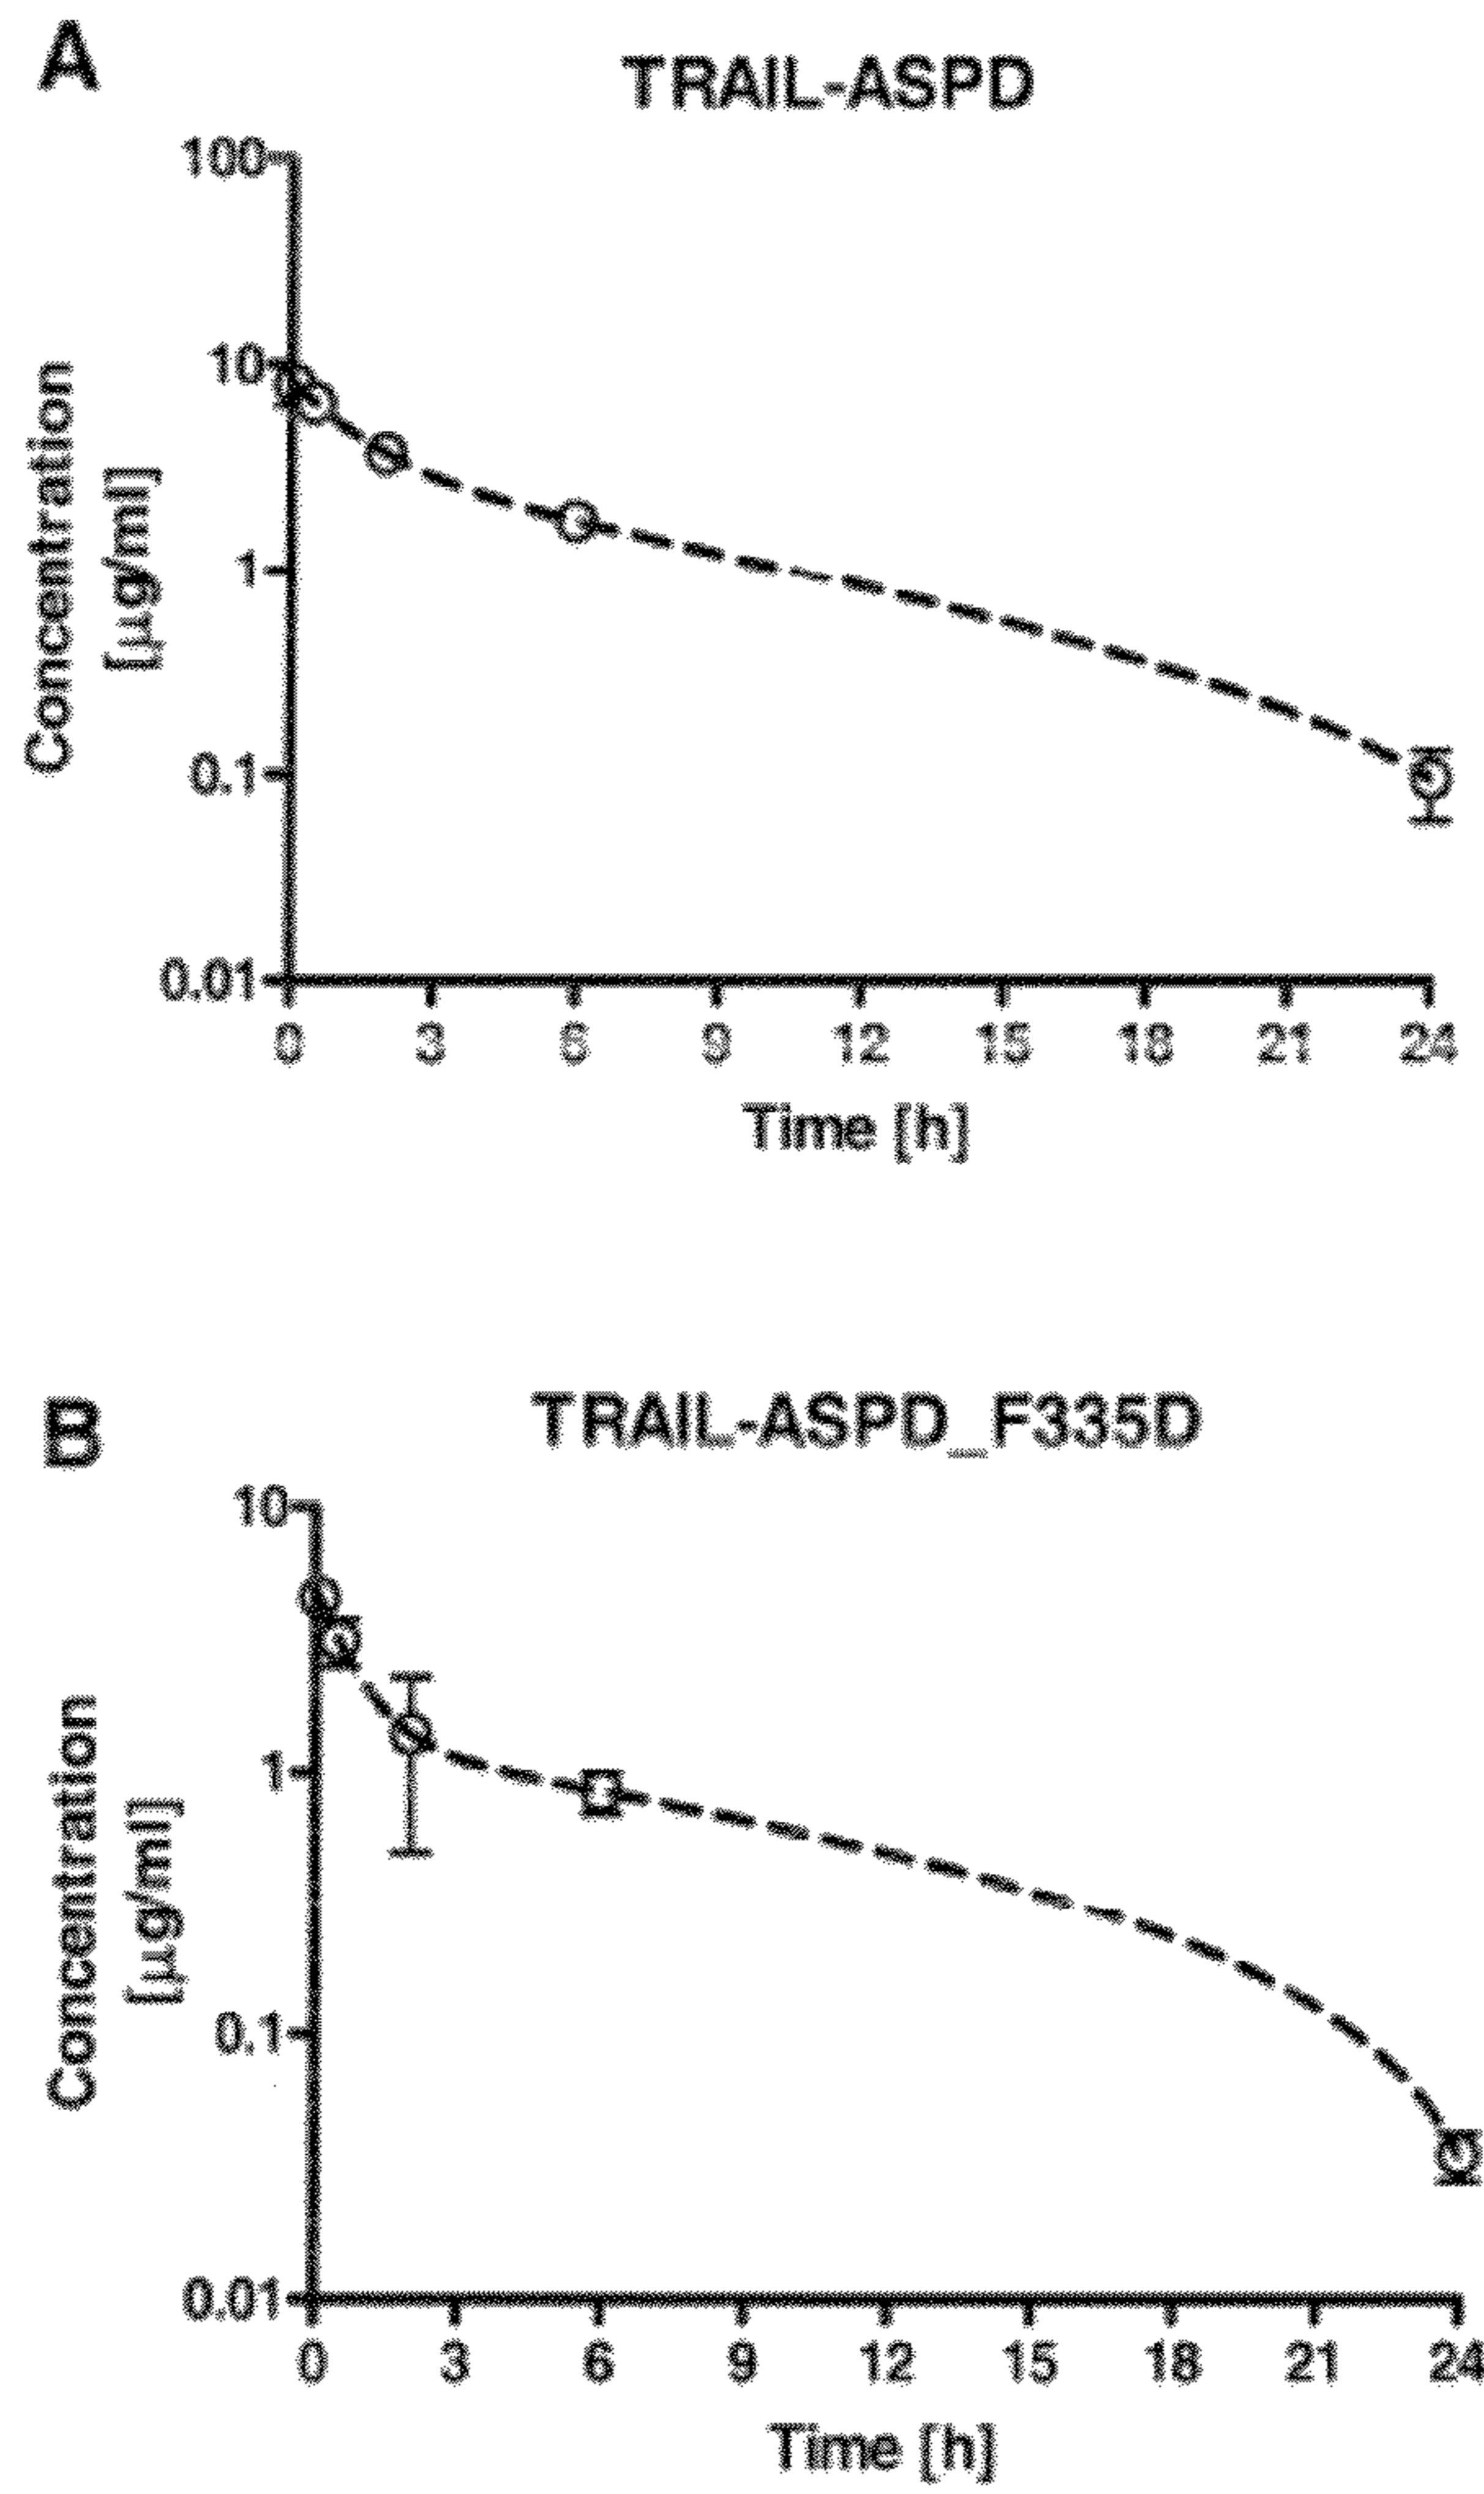 A
TRAIL-ASPD
100
10
1
0.1
0.01
Concentration
[µg/ml]
0 3 6 9 12 15 18 21 24
Time [h]
B
TRAIL-ASPD_F335D
10
1
0.1
0.01
Concentration
[µg/ml]
0 3 6 9 12 15 18 21 24
Time [h]